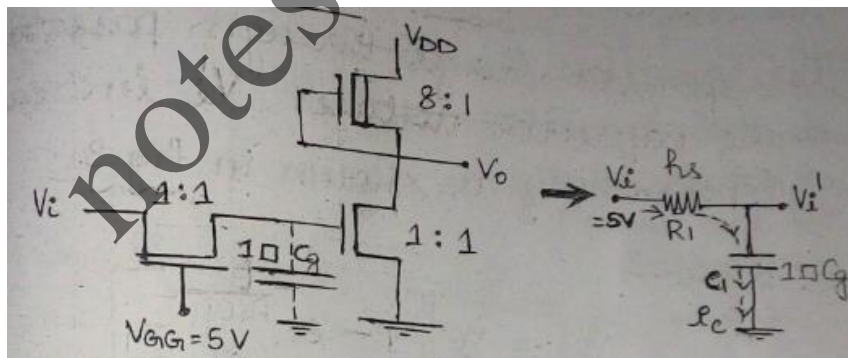 notes
VDD
8:1
Vo
Vi
1:1
1□ Cg
1:1
VGG=5V
Vi
=5V
R1
Vi'
1□Cg